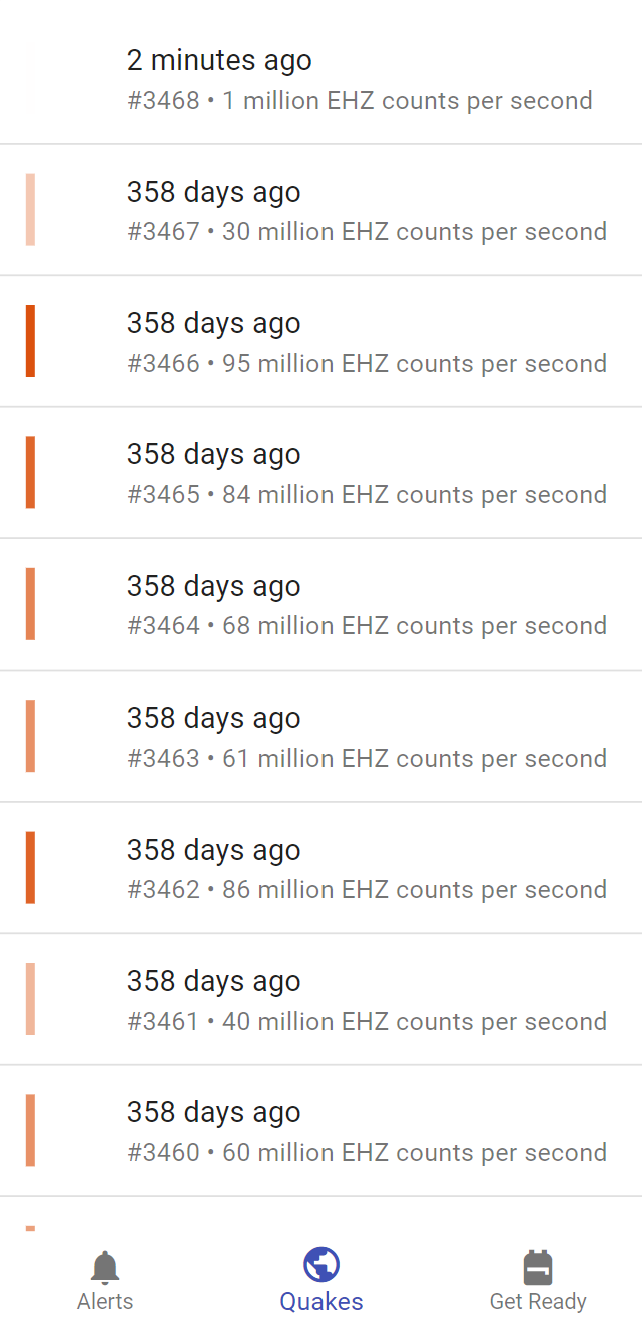 2 minutes ago
#3468 • 1 million EHZ counts per second
358 days ago
#3467 • 30 million EHZ counts per second
358 days ago
#3466 • 95 million EHZ counts per second
358 days ago
#3465 • 84 million EHZ counts per second
358 days ago
#3464 • 68 million EHZ counts per second
358 days ago
#3463 • 61 million EHZ counts per second
358 days ago
#3462 • 86 million EHZ counts per second
358 days ago
#3461 • 40 million EHZ counts per second
358 days ago
#3460 • 60 million EHZ counts per second
Alerts Quakes Get Ready